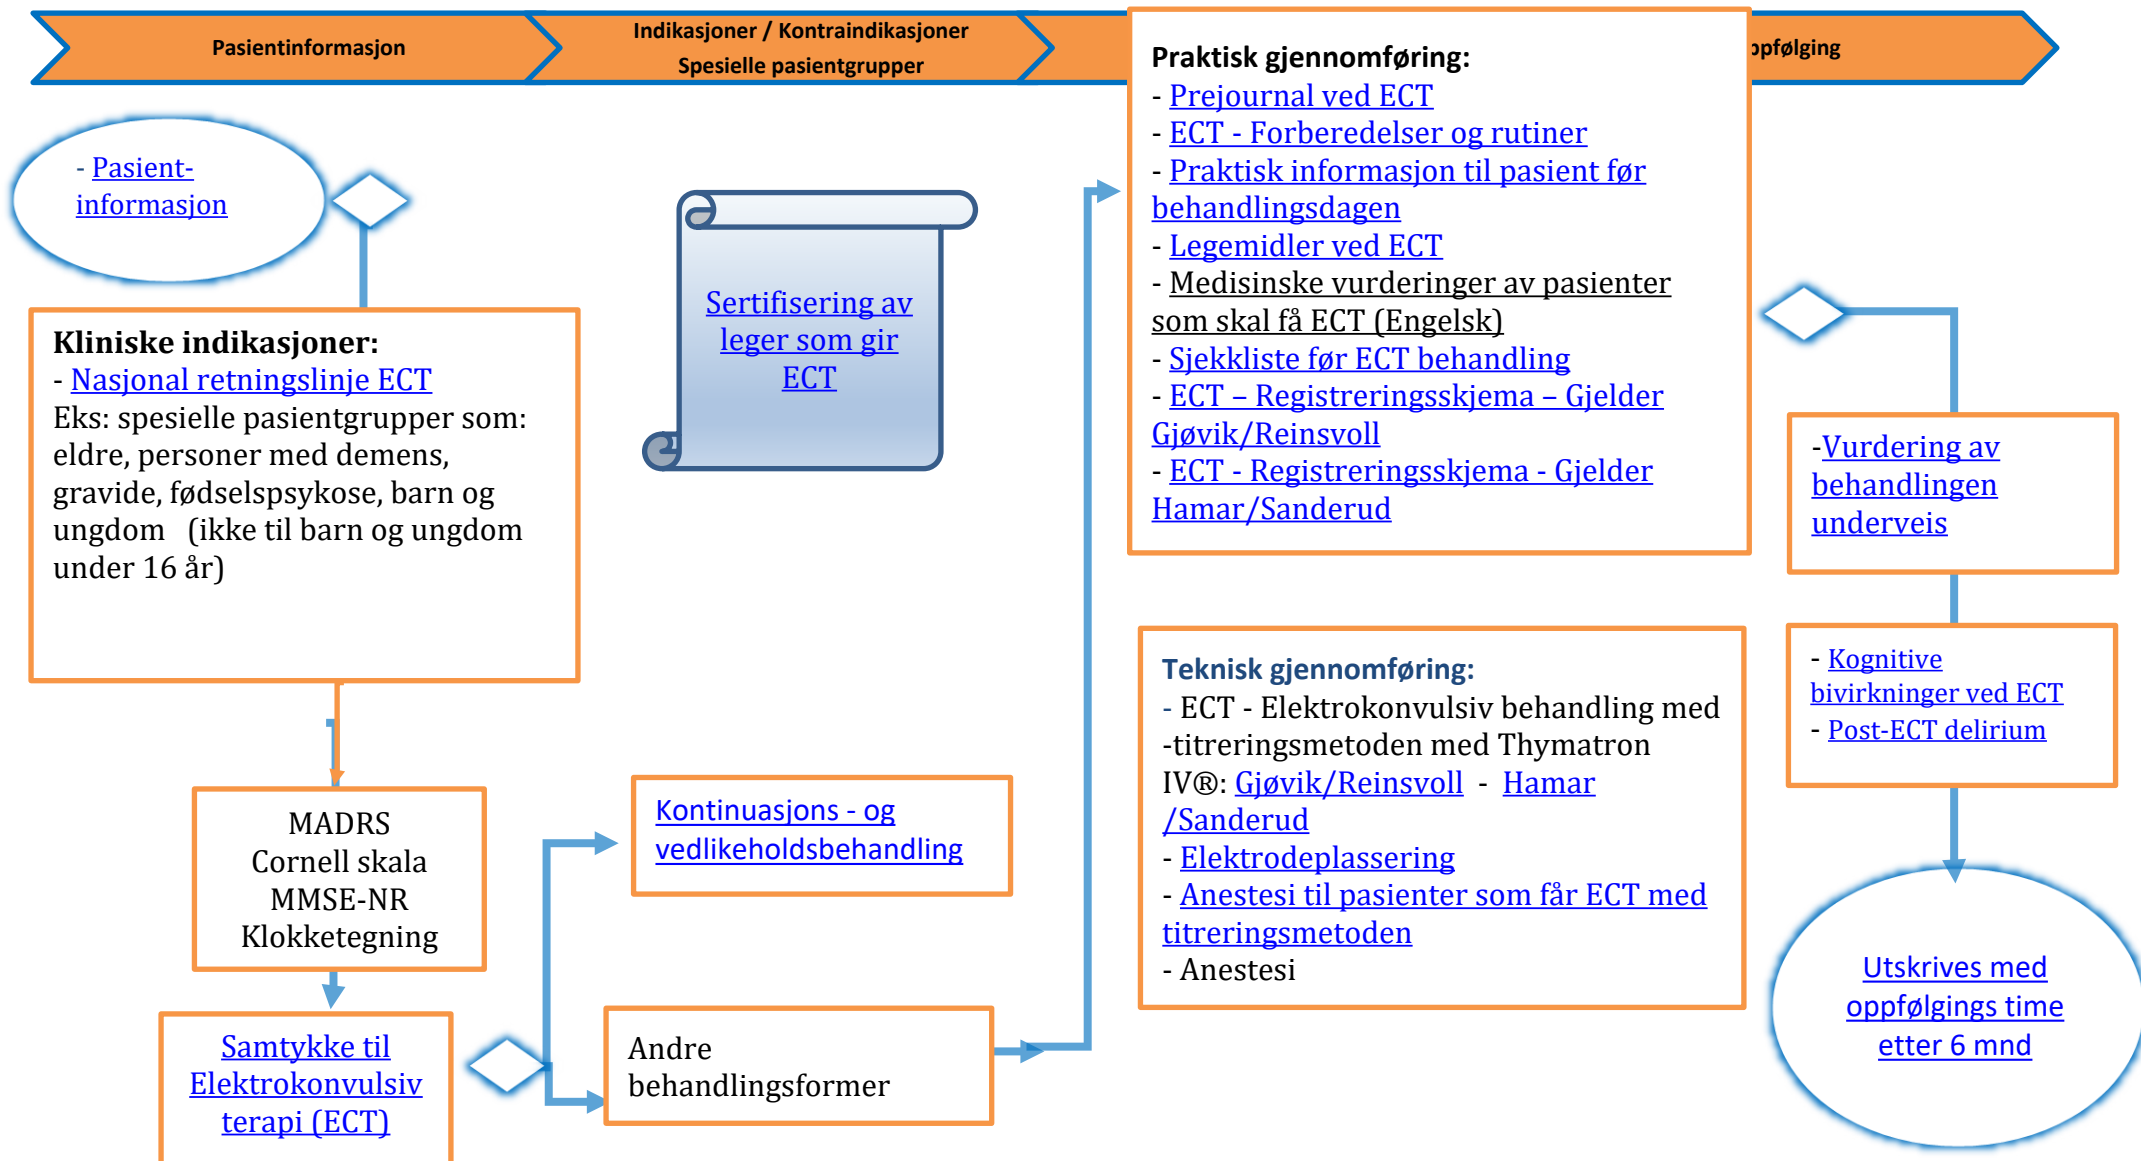 Pasientinformasjon
Indikasjoner / Kontraindikasjoner
Spesielle pasientgrupper
ppfølging
- Pasient-
informasjon
Kliniske indikasjoner:
- Nasjonal retningslinje ECT
Eks: spesielle pasientgrupper som:
eldre, personer med demens,
gravide, fødselspsykose, barn og
ungdom (ikke til barn og ungdom
under 16 år)
MADRS
Cornell skala
MMSE-NR
Klokketegning
Samtykke til
Elektrokonvulsiv
terapi (ECT)
Sertifisering av
leger som gir
ECT
Kontinuasjons - og
vedlikeholdsbehandling
Andre
behandlingsformer
Praktisk gjennomføring:
- Prejournal ved ECT
- ECT - Forberedelser og rutiner
- Praktisk informasjon til pasient før
behandlingsdagen
- Legemidler ved ECT
- Medisinske vurderinger av pasienter
som skal få ECT (Engelsk)
- Sjekkliste før ECT behandling
- ECT – Registreringsskjema – Gjelder
Gjøvik/Reinsvoll
- ECT - Registreringsskjema - Gjelder
Hamar/Sanderud
Teknisk gjennomføring:
- ECT - Elektrokonvulsiv behandling med
-titreringsmetoden med Thymatron
IV®: Gjøvik/Reinsvoll - Hamar
/Sanderud
- Elektrodeplassering
- Anestesi til pasienter som får ECT med
titreringsmetoden
- Anestesi
-Vurdering av
behandlingen
underveis
- Kognitive
bivirkninger ved ECT
- Post-ECT delirium
Utskrives med
oppfølgings time
etter 6 mnd